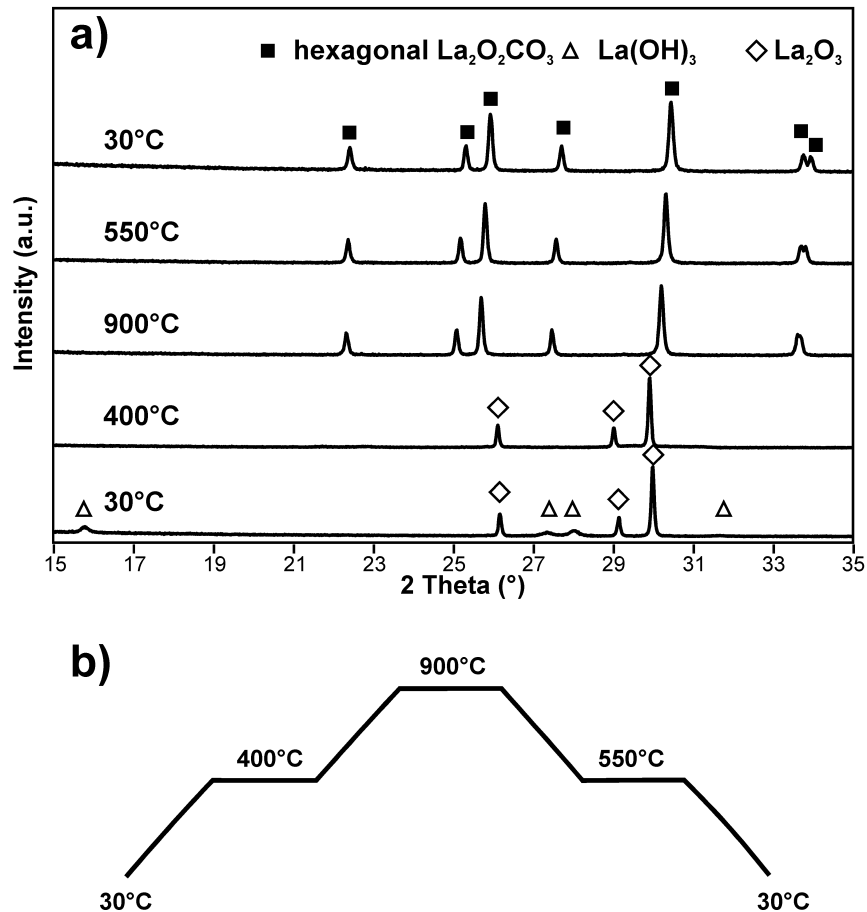 a)
■ hexagonal La₂O₂CO₃ △ La(OH)₃ ◇ La₂O₃
30°C
550°C
900°C
400°C
30°C
Intensity (a.u.)
15 17 19 21 23 25 27 29 31 33 35
2 Theta (°)
b)
900°C
400°C 550°C
30°C 30°C